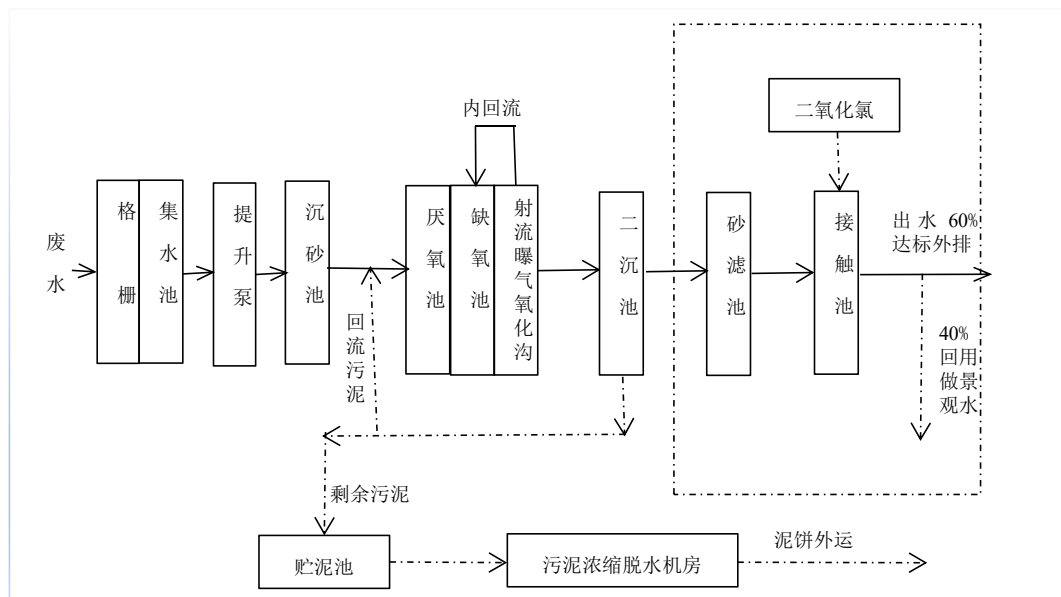 二氧化氯
内回流
废水
格栅
集水池
提升泵
沉砂池
厌氧池
缺氧池
射流曝气氧化沟
二沉池
砂滤池
接触池
出水 60%
达标外排
回流污泥
40%
回用
做景
观水
剩余污泥
贮泥池
污泥浓缩脱水机房
泥饼外运